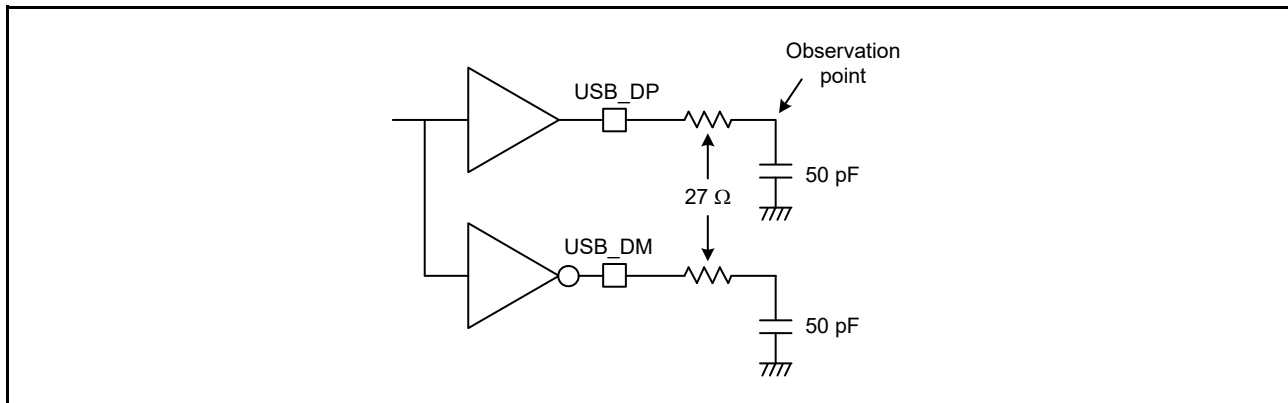 Observation
point
USB_DP
50 pF
27 Ω
USB_DM
50 pF